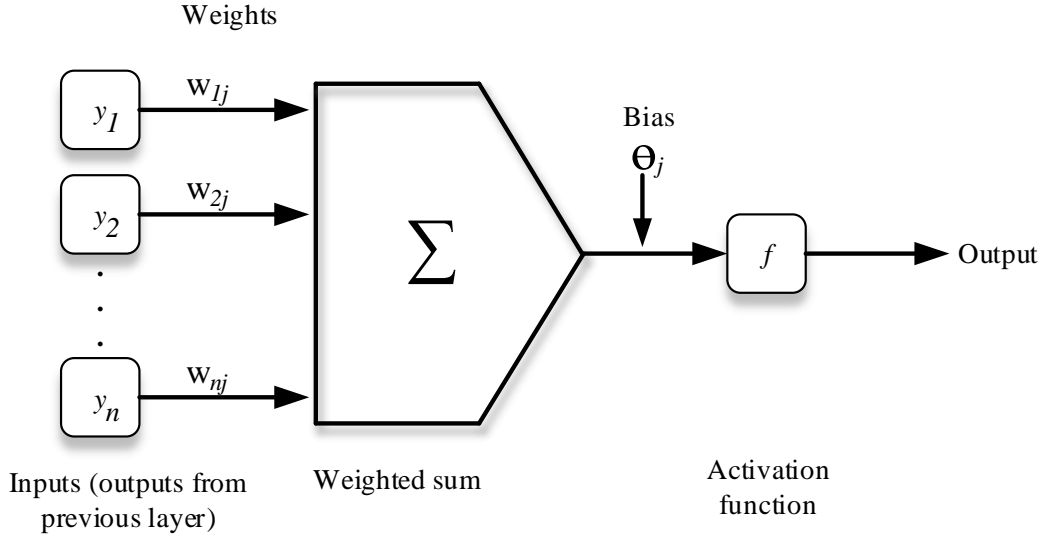 Weights
y1
w1j
y2
w2j
.
.
.
yn
wnj
Σ
Bias
Θj
f
Output
Inputs (outputs from
previous layer)
Weighted sum
Activation
function